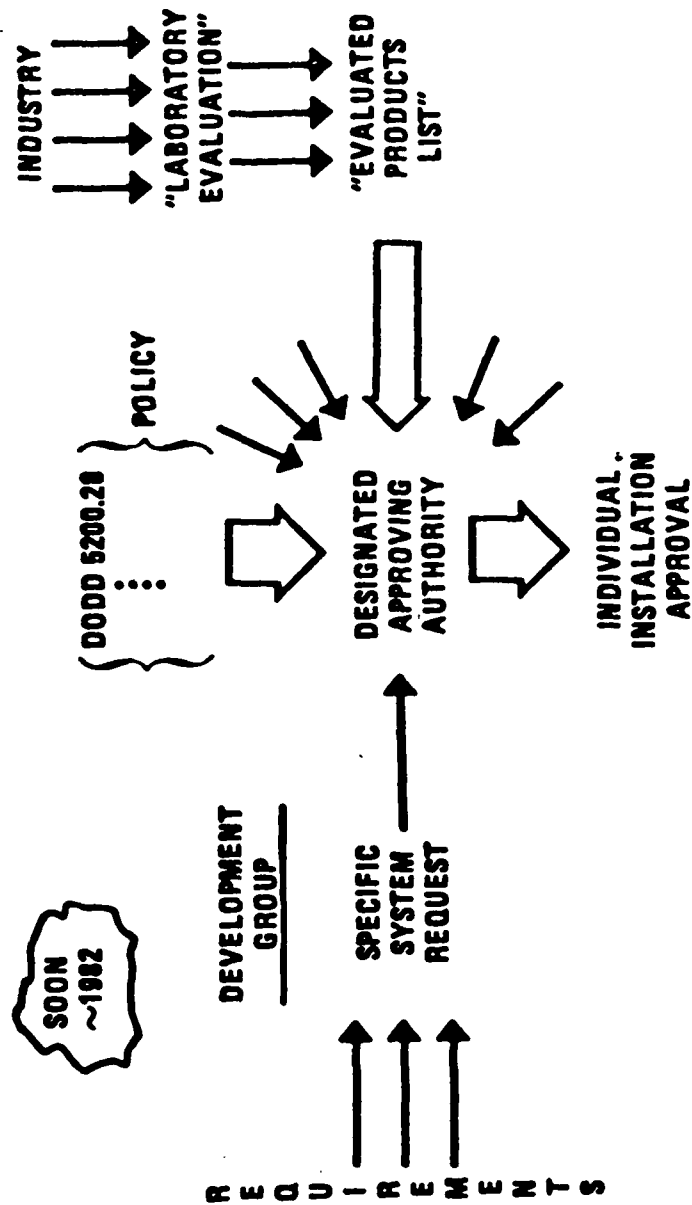 SOON
~1982
DODD 5200.28
POLICY
INDUSTRY
"LABORATORY
EVALUATION"
"EVALUATED
PRODUCTS
LIST"
DEVELOPMENT
GROUP
REQUIREMENTS
SPECIFIC
SYSTEM
REQUEST
DESIGNATED
APPROVING
AUTHORITY
INDIVIDUAL
INSTALLATION
APPROVAL